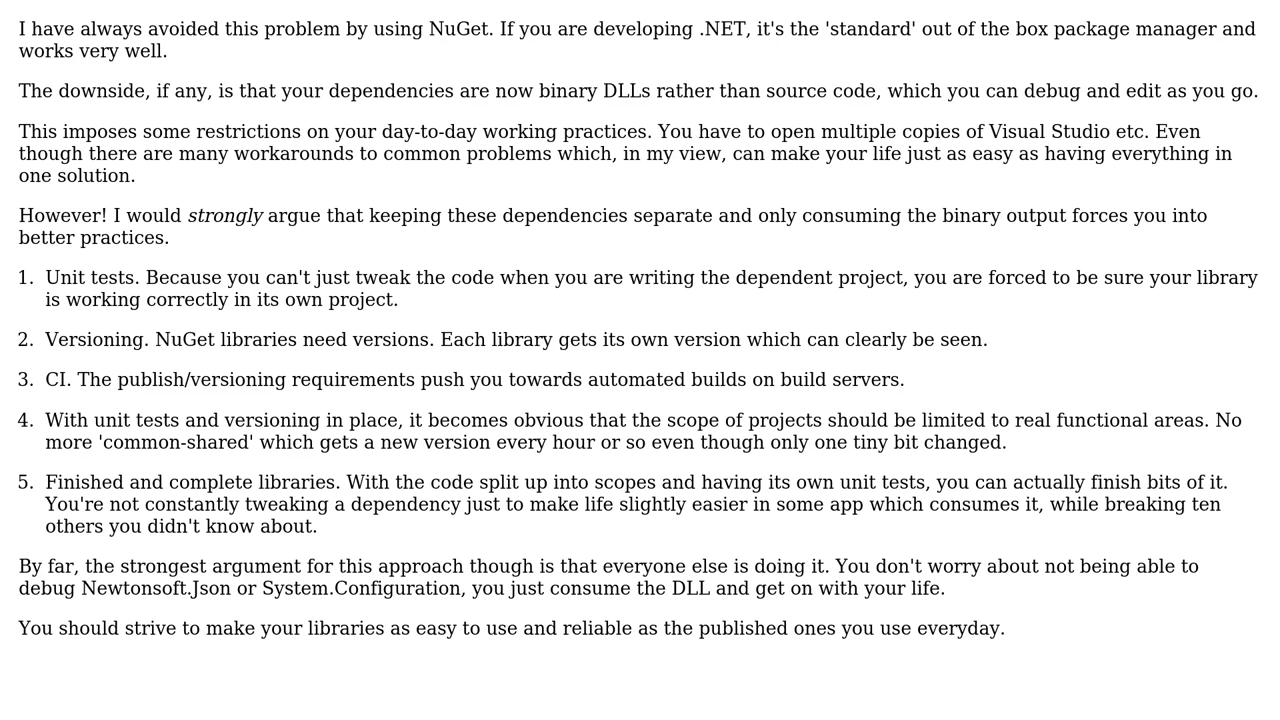 I have always avoided this problem by using NuGet. If you are developing .NET, it's the 'standard' out of the box package manager and
works very well.
The downside, if any, is that your dependencies are now binary DLLs rather than source code, which you can debug and edit as you go.
This imposes some restrictions on your day-to-day working practices. You have to open multiple copies of Visual Studio etc. Even
though there are many workarounds to common problems which, in my view, can make your life just as easy as having everything in
one solution.
However! I would strongly argue that keeping these dependencies separate and only consuming the binary output forces you into
better practices.
1. Unit tests. Because you can't just tweak the code when you are writing the dependent project, you are forced to be sure your library
is working correctly in its own project.
2. Versioning. NuGet libraries need versions. Each library gets its own version which can clearly be seen.
3. CI. The publish/versioning requirements push you towards automated builds on build servers.
4. With unit tests and versioning in place, it becomes obvious that the scope of projects should be limited to real functional areas. No
more 'common-shared' which gets a new version every hour or so even though only one tiny bit changed.
5. Finished and complete libraries. With the code split up into scopes and having its own unit tests, you can actually finish bits of it.
You're not constantly tweaking a dependency just to make life slightly easier in some app which consumes it, while breaking ten
others you didn't know about.
By far, the strongest argument for this approach though is that everyone else is doing it. You don't worry about not being able to
debug Newtonsoft.Json or System.Configuration, you just consume the DLL and get on with your life.
You should strive to make your libraries as easy to use and reliable as the published ones you use everyday.